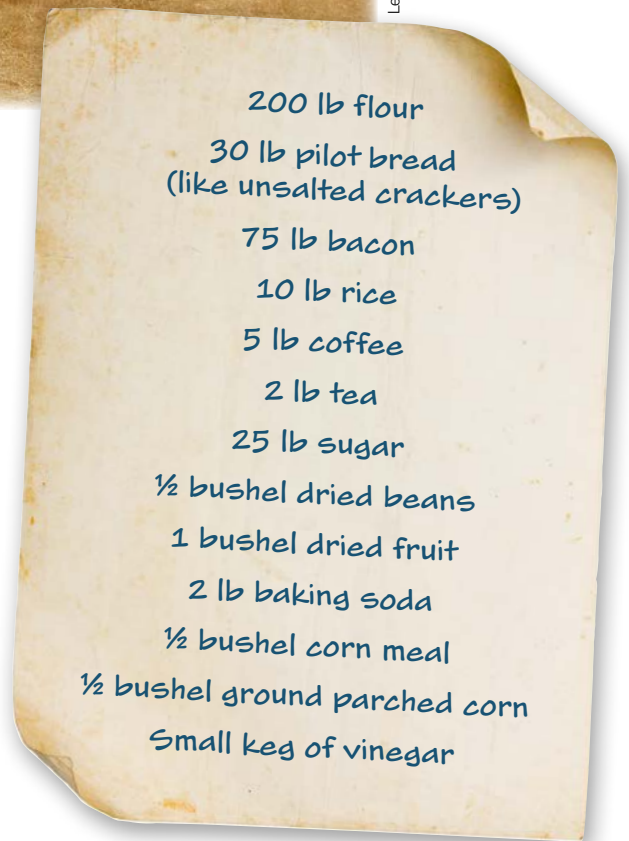 Le
200 lb flour
30 lb pilot bread
(like unsalted crackers)
75 lb bacon
10 lb rice
5 lb coffee
2 lb tea
25 lb sugar
½ bushel dried beans
1 bushel dried fruit
2 lb baking soda
½ bushel corn meal
½ bushel ground parched corn
Small keg of vinegar